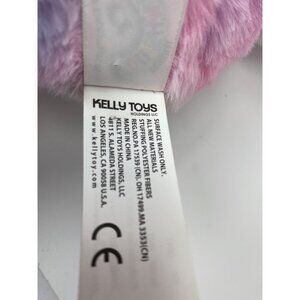 KELLY TOYS
HOLDINGS LLC
SURFACE WASH ONLY.
ALL NEW MATERIALS
STUFFING:POLYESTER FIBERS
REG.NO.PA 17539 (CN). OH 17499.MA 3353(CN)
MADE IN CHINA
KELLY TOYS HOLDINGS, LLC
4811 S. ALAMEDA STREET
LOS ANGELES, CA 90058 U.S.A.
www.kellytoy.com
CE